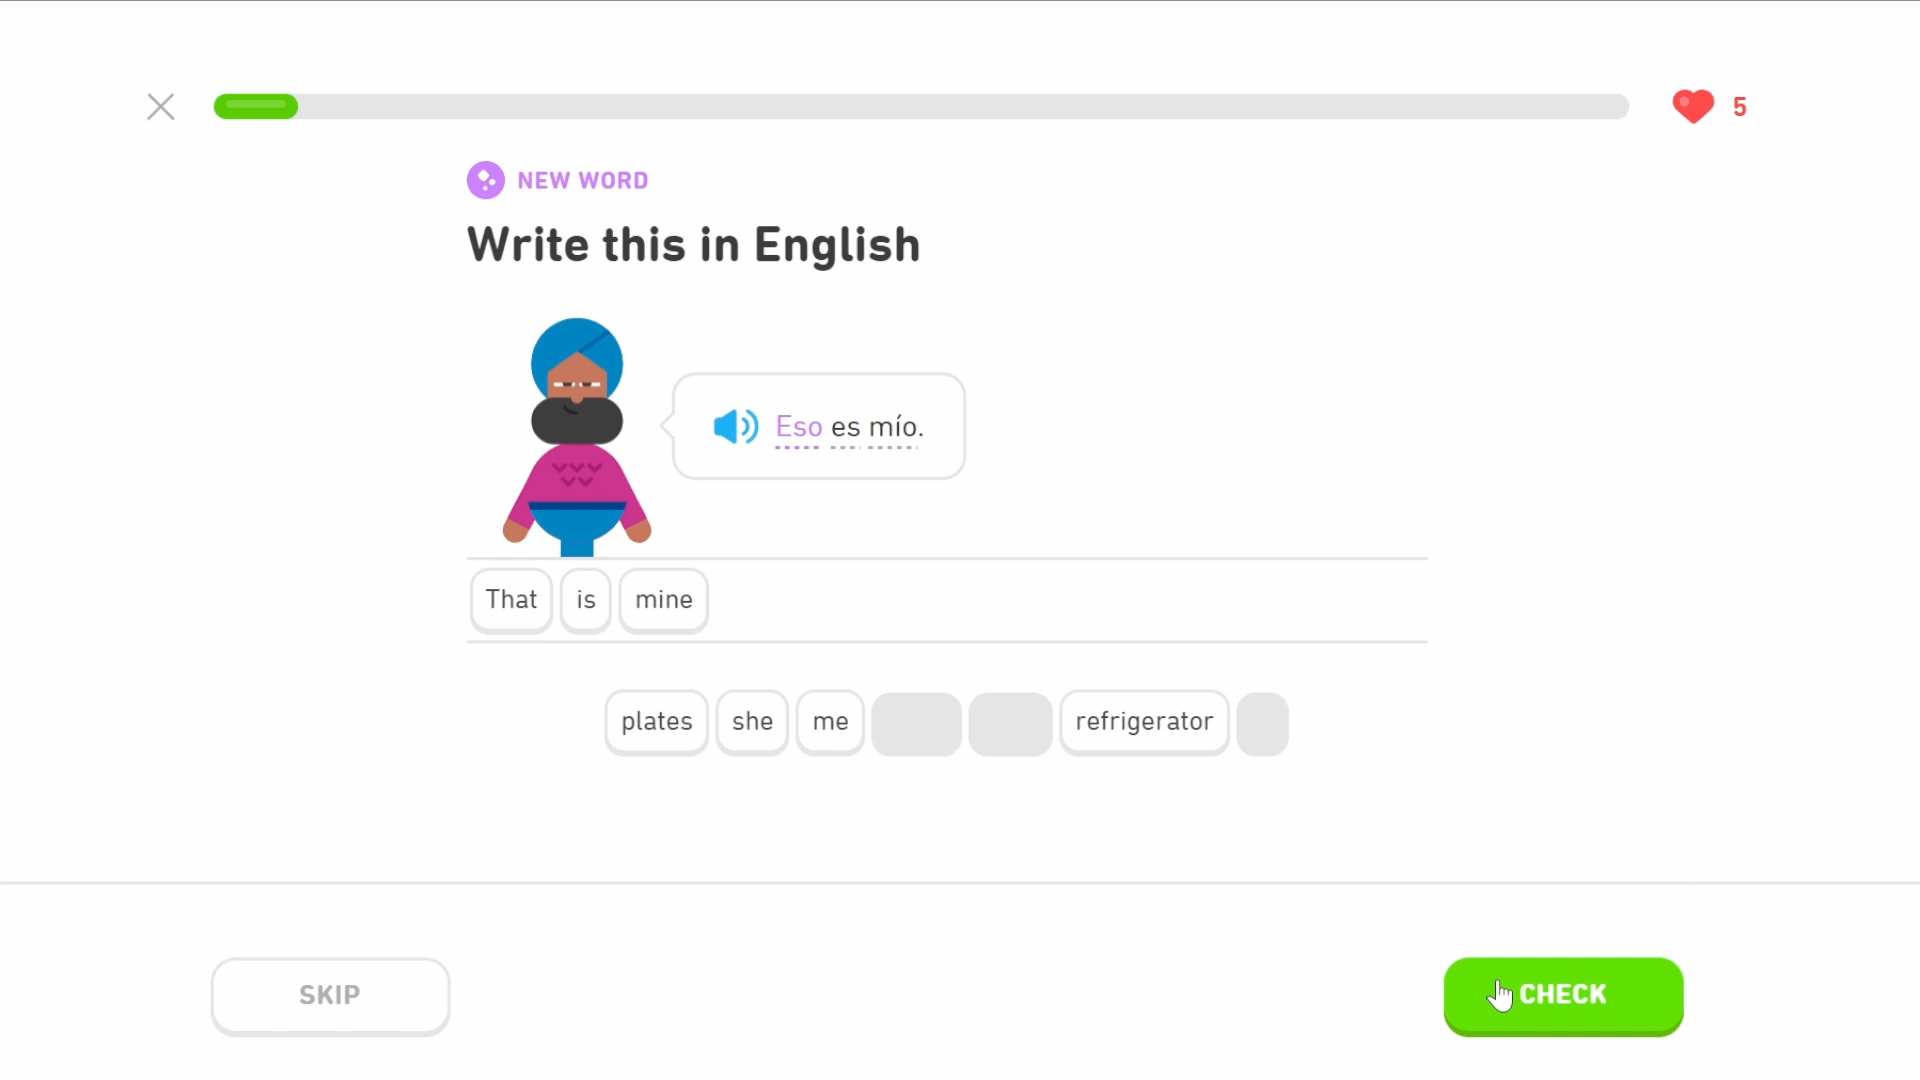 5
NEW WORD
Write this in English
Eso es mío.
That is mine
plates she me refrigerator
SKIP CHECK